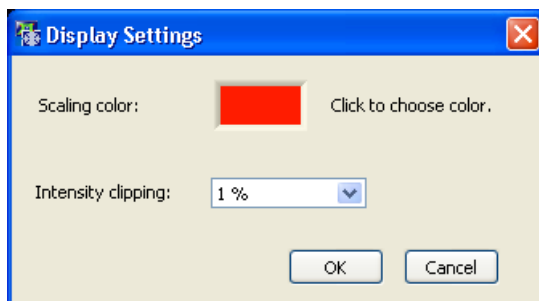 Display Settings
Scaling color: Click to choose color.
Intensity clipping: 1 %
OK Cancel